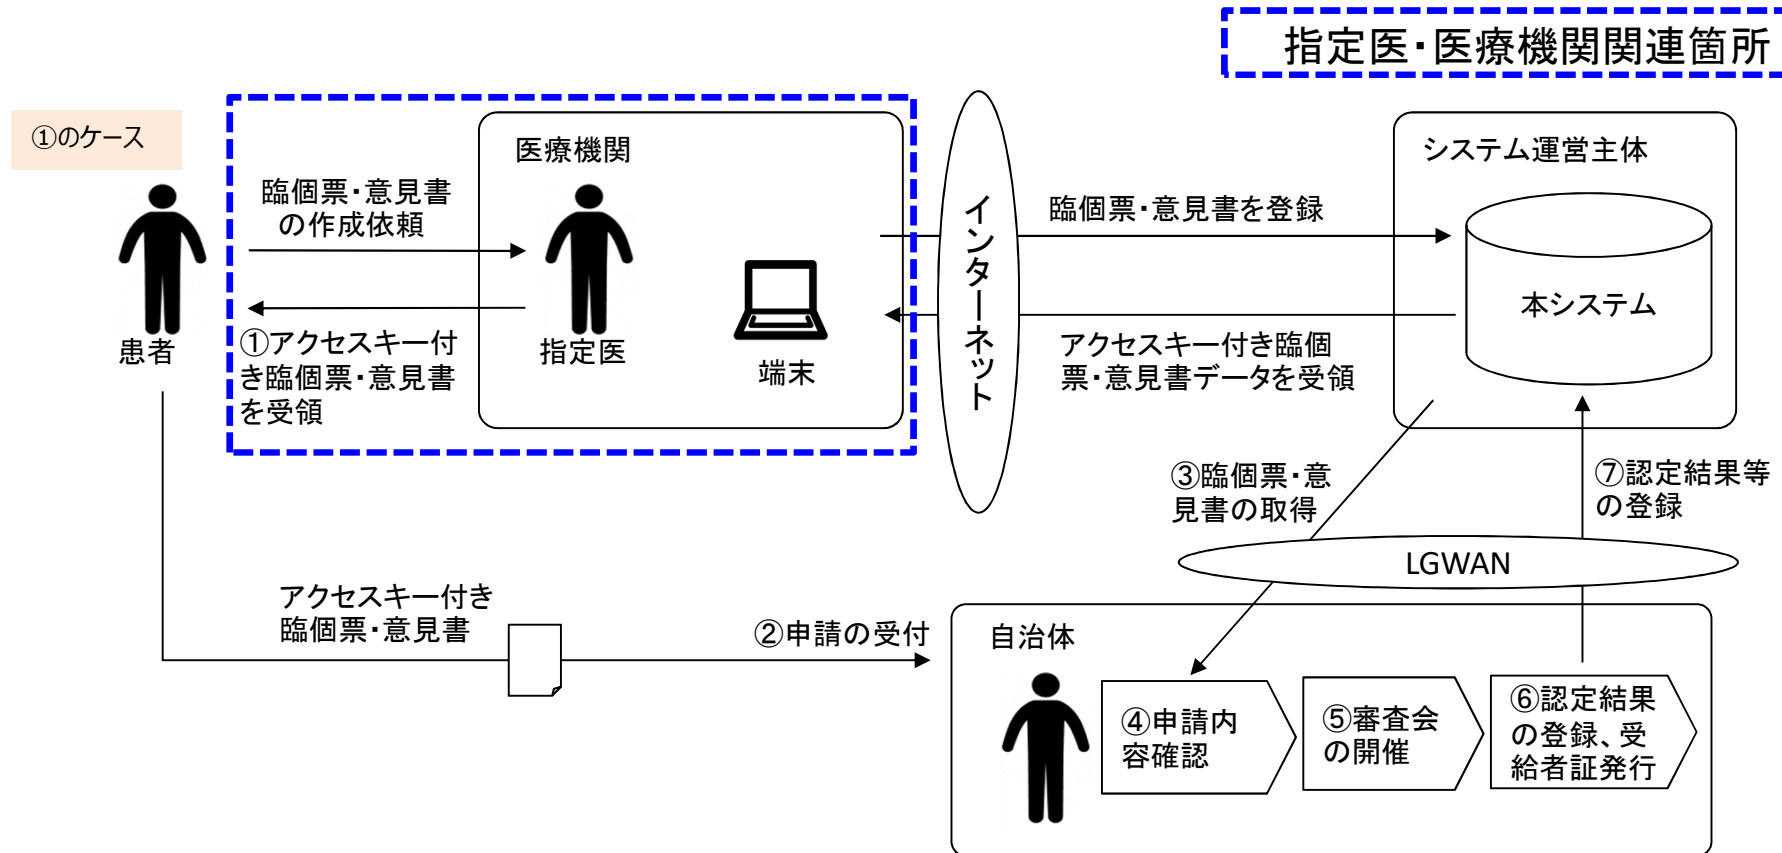 指定医・医療機関関連箇所
①のケース
医療機関
システム運営主体
臨個票・意見書
の作成依頼
インターネット
臨個票・意見書を登録
本システム
患者
①アクセスキー付
き臨個票・意見書
を受領
指定医
端末
アクセスキー付き臨個
票・意見書データを受領
③臨個票・意
見書の取得
⑦認定結果等
の登録
LGWAN
アクセスキー付き
臨個票・意見書
②申請の受付
自治体
④申請内
容確認
⑤審査会
の開催
⑥認定結果
の登録、受
給者証発行